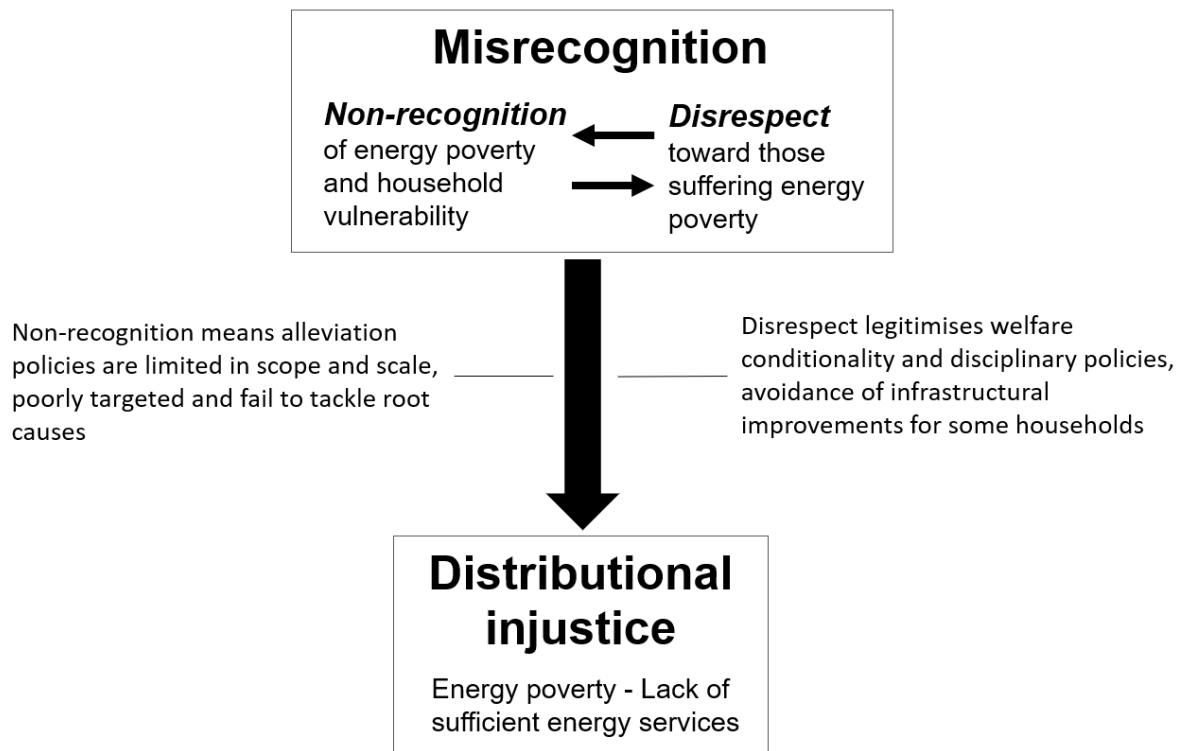 Misrecognition
Non-recognition
of energy poverty
and household
vulnerability
Disrespect
toward those
suffering energy
poverty
Non-recognition means alleviation
policies are limited in scope and scale,
poorly targeted and fail to tackle root
causes
Disrespect legitimises welfare
conditionality and disciplinary policies,
avoidance of infrastructural
improvements for some households
Distributional
injustice
Energy poverty - Lack of
sufficient energy services